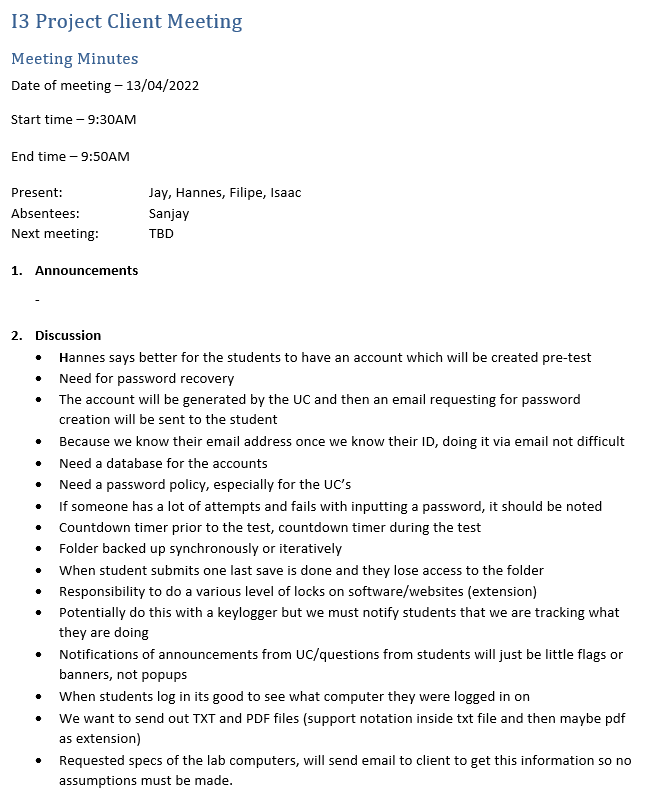 I3 Project Client Meeting
Meeting Minutes
Date of meeting – 13/04/2022
Start time – 9:30AM
End time – 9:50AM
Present: Jay, Hannes, Filipe, Isaac
Absentees: Sanjay
Next meeting: TBD
1. Announcements
-
2. Discussion
• Hannes says better for the students to have an account which will be created pre-test
• Need for password recovery
• The account will be generated by the UC and then an email requesting for password
creation will be sent to the student
• Because we know their email address once we know their ID, doing it via email not difficult
• Need a database for the accounts
• Need a password policy, especially for the UC’s
• If someone has a lot of attempts and fails with inputting a password, it should be noted
• Countdown timer prior to the test, countdown timer during the test
• Folder backed up synchronously or iteratively
• When student submits one last save is done and they lose access to the folder
• Responsibility to do a various level of locks on software/websites (extension)
• Potentially do this with a keylogger but we must notify students that we are tracking what
they are doing
• Notifications of announcements from UC/questions from students will just be little flags or
banners, not popups
• When students log in its good to see what computer they were logged in on
• We want to send out TXT and PDF files (support notation inside txt file and then maybe pdf
as extension)
• Requested specs of the lab computers, will send email to client to get this information so no
assumptions must be made.